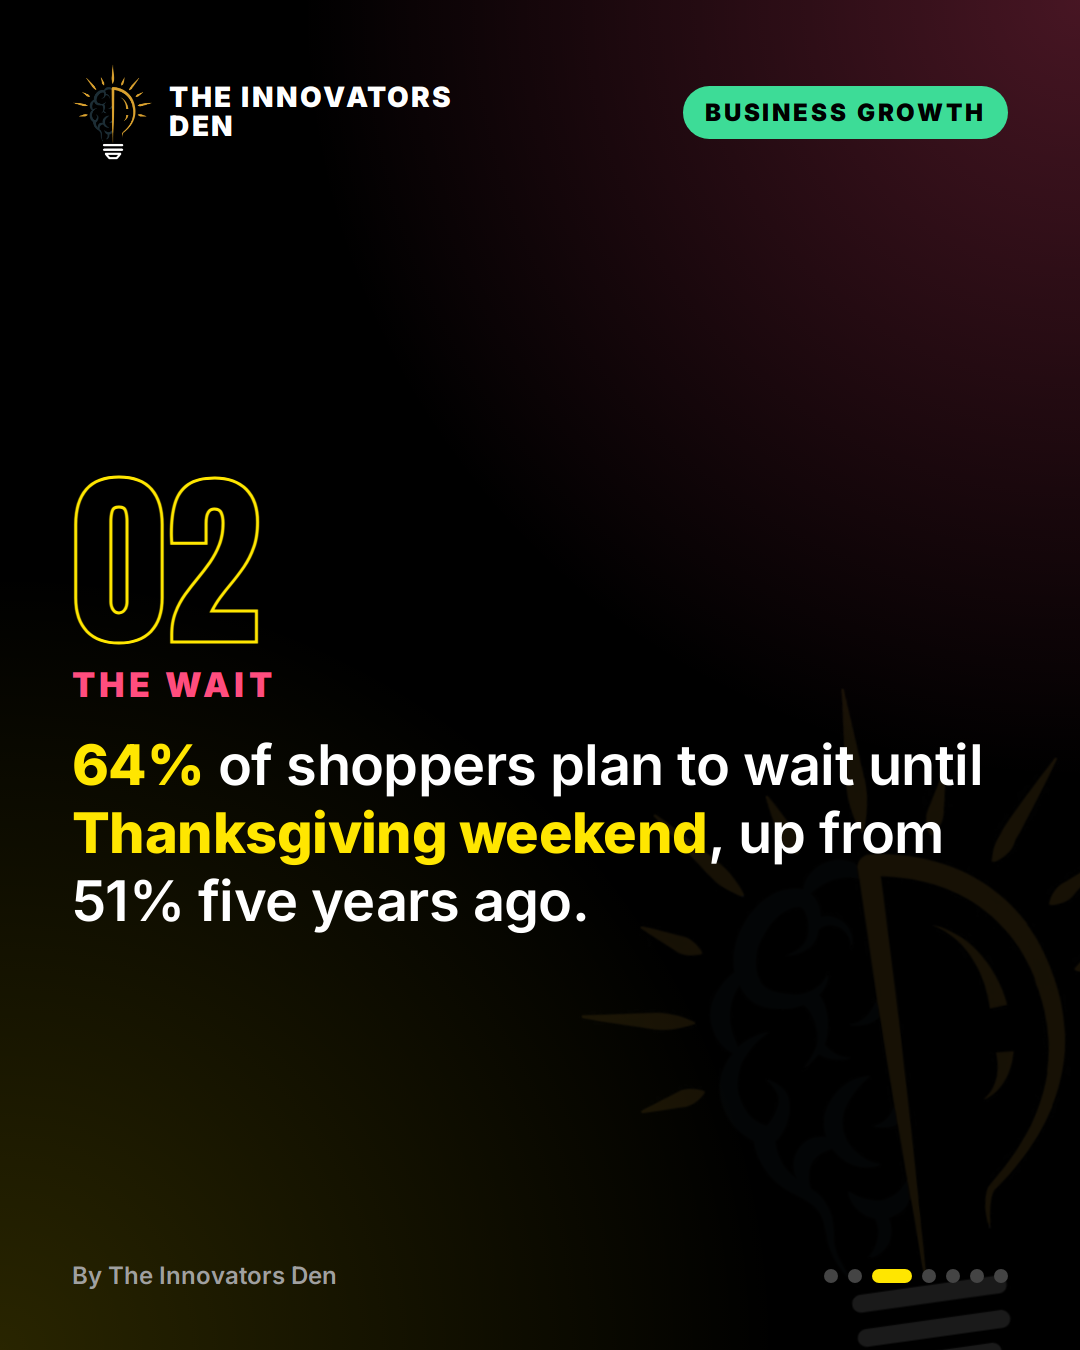 THE INNOVATORS
DEN
BUSINESS GROWTH
02
THE WAIT
64% of shoppers plan to wait until
Thanksgiving weekend, up from
51% five years ago.
By The Innovators Den